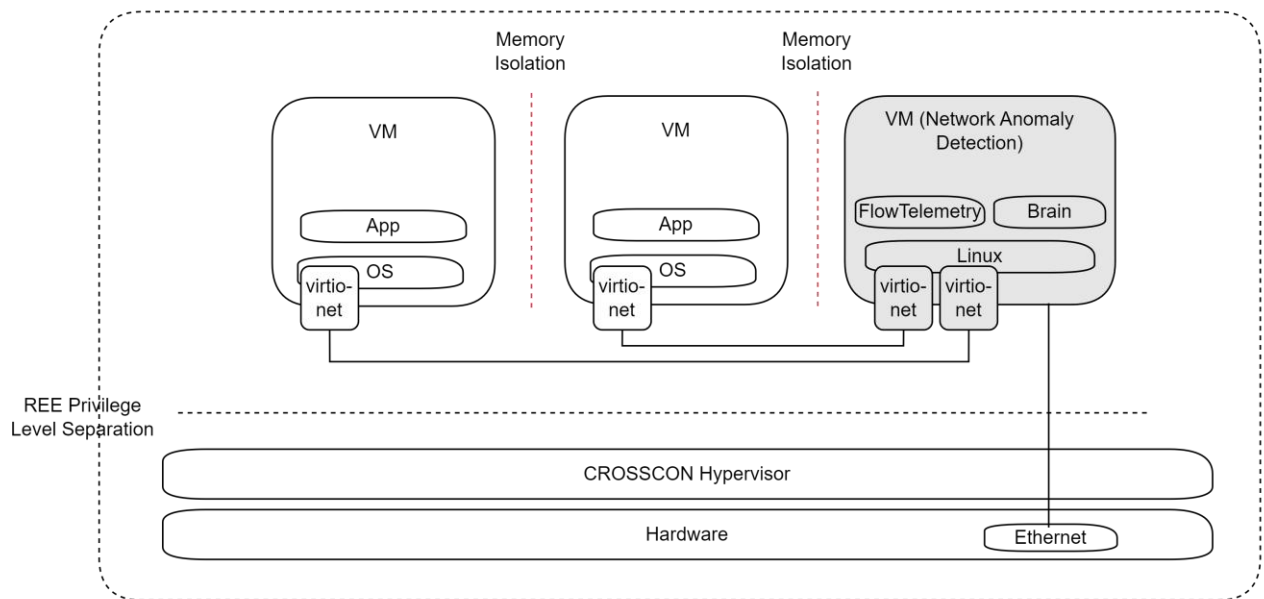 Memory
Isolation
Memory
Isolation
VM
App
OS
virtio-
net
VM
App
OS
virtio-
net
VM (Network Anomaly
Detection)
FlowTelemetry
Brain
Linux
virtio-
net
virtio-
net
REE Privilege
Level Separation
CROSSCON Hypervisor
Hardware
Ethernet